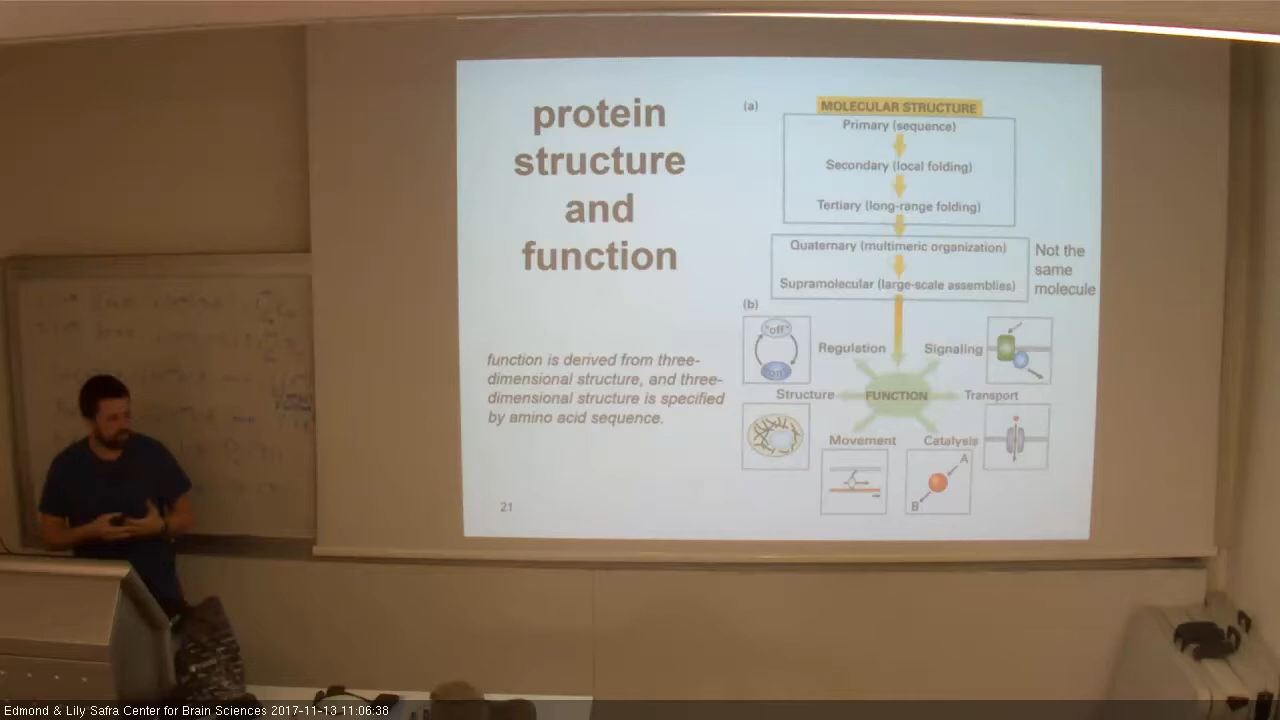 protein
structure
and
function
function is derived from three-
dimensional structure, and three-
dimensional structure is specified
by amino acid sequence.
21
(a)
MOLECULAR STRUCTURE
Primary (sequence)
Secondary (local folding)
Tertiary (long-range folding)
Quaternary (multimeric organization)
Supramolecular (large-scale assemblies)
Not the
same
molecule
(b)
"off"
"on"
Regulation
Signaling
Structure
FUNCTION
Transport
Movement
Catalysis
A
B
Edmond & Lily Safra Center for Brain Sciences 2017-11-13 11:06:38